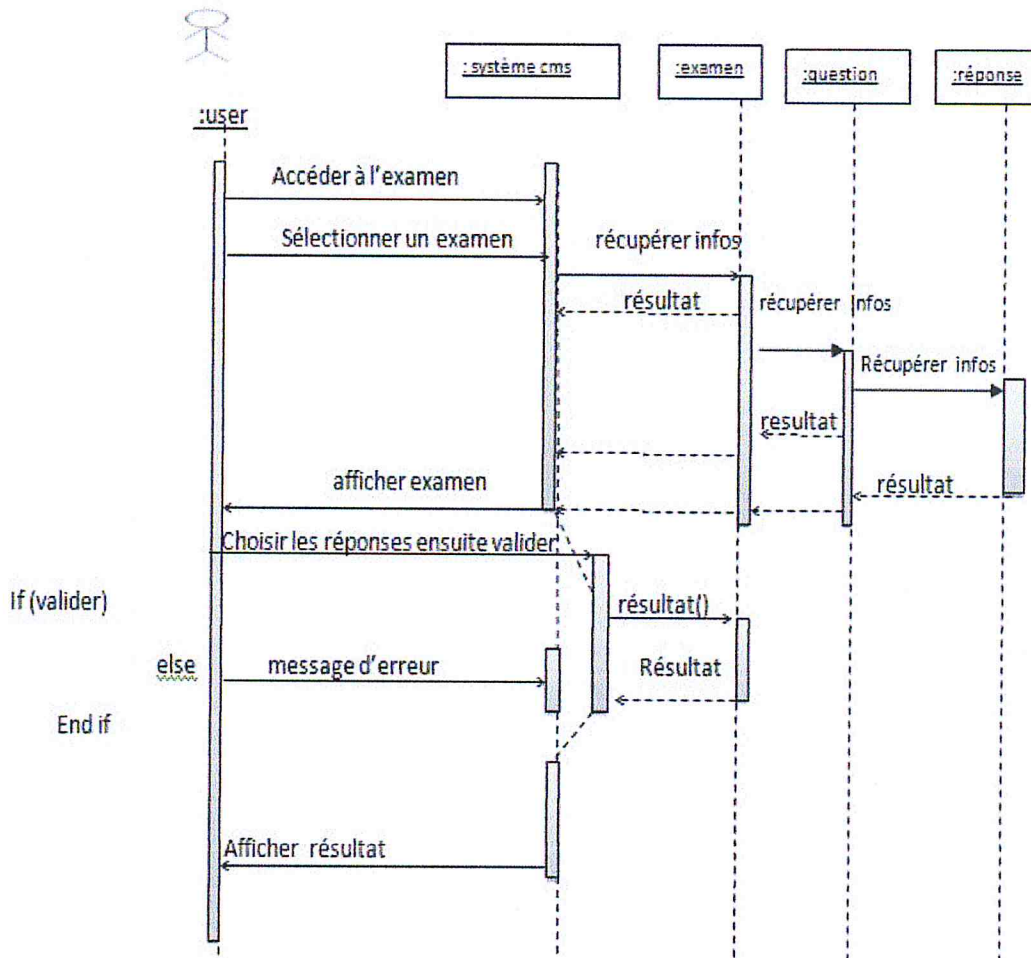 : système cms
:examen
:question
:réponse
:user
Accéder à l'examen
Sélectionner un examen
récupérer infos
résultat
récupérer infos
Récupérer infos
resultat
afficher examen
résultat
Choisir les réponses ensuite valider
If (valider)
résultat()
else
message d'erreur
Résultat
End if
Afficher résultat